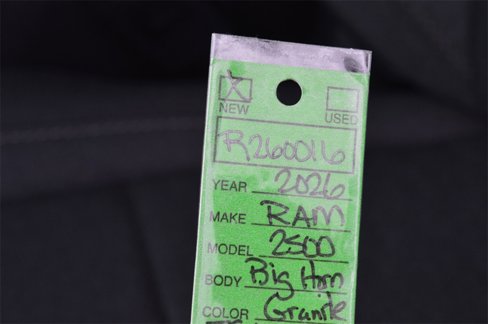 X
NEW USED
R260016
YEAR 2026
MAKE RAM
MODEL 2500
BODY Big Horn
COLOR Granite